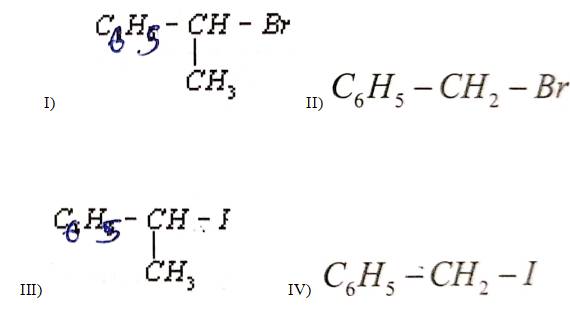 I) C₆H₅ – CH – Br
|
CH₃
II) C₆H₅ – CH₂ – Br
III) C₆H₅ – CH – I
|
CH₃
IV) C₆H₅ – CH₂ – I